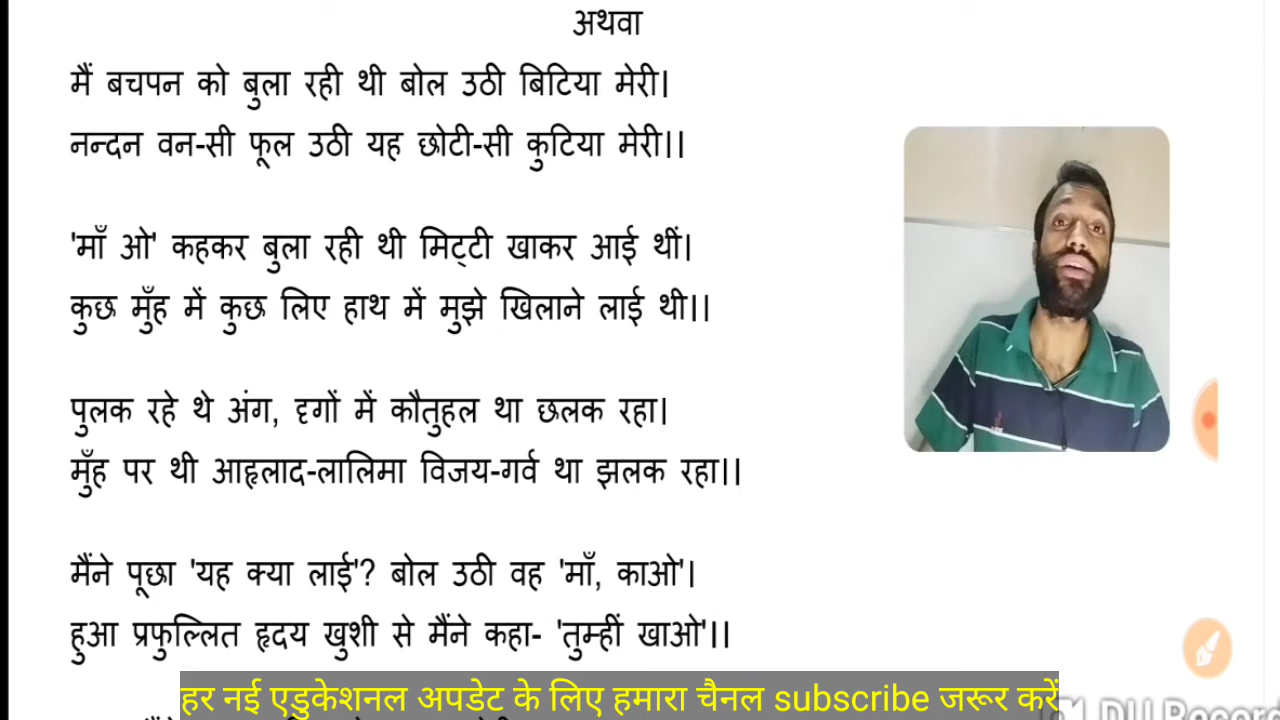 अथवा
मैं बचपन को बुला रही थी बोल उठी बिटिया मेरी।
नन्दन वन-सी फूल उठी यह छोटी-सी कुटिया मेरी।।
'माँ ओ' कहकर बुला रही थी मिट्टी खाकर आई थीं।
कुछ मुँह में कुछ लिए हाथ में मुझे खिलाने लाई थी।।
पुलक रहे थे अंग, दृगों में कौतुहल था छलक रहा।
मुँह पर थी आहृलाद-लालिमा विजय-गर्व था झलक रहा।।
मैंने पूछा 'यह क्या लाई'? बोल उठी वह 'माँ, काओ'।
हुआ प्रफुल्लित हृदय खुशी से मैंने कहा- 'तुम्हीं खाओ'।।
हर नई एडुकेशनल अपडेट के लिए हमारा चैनल subscribe जरूर करें